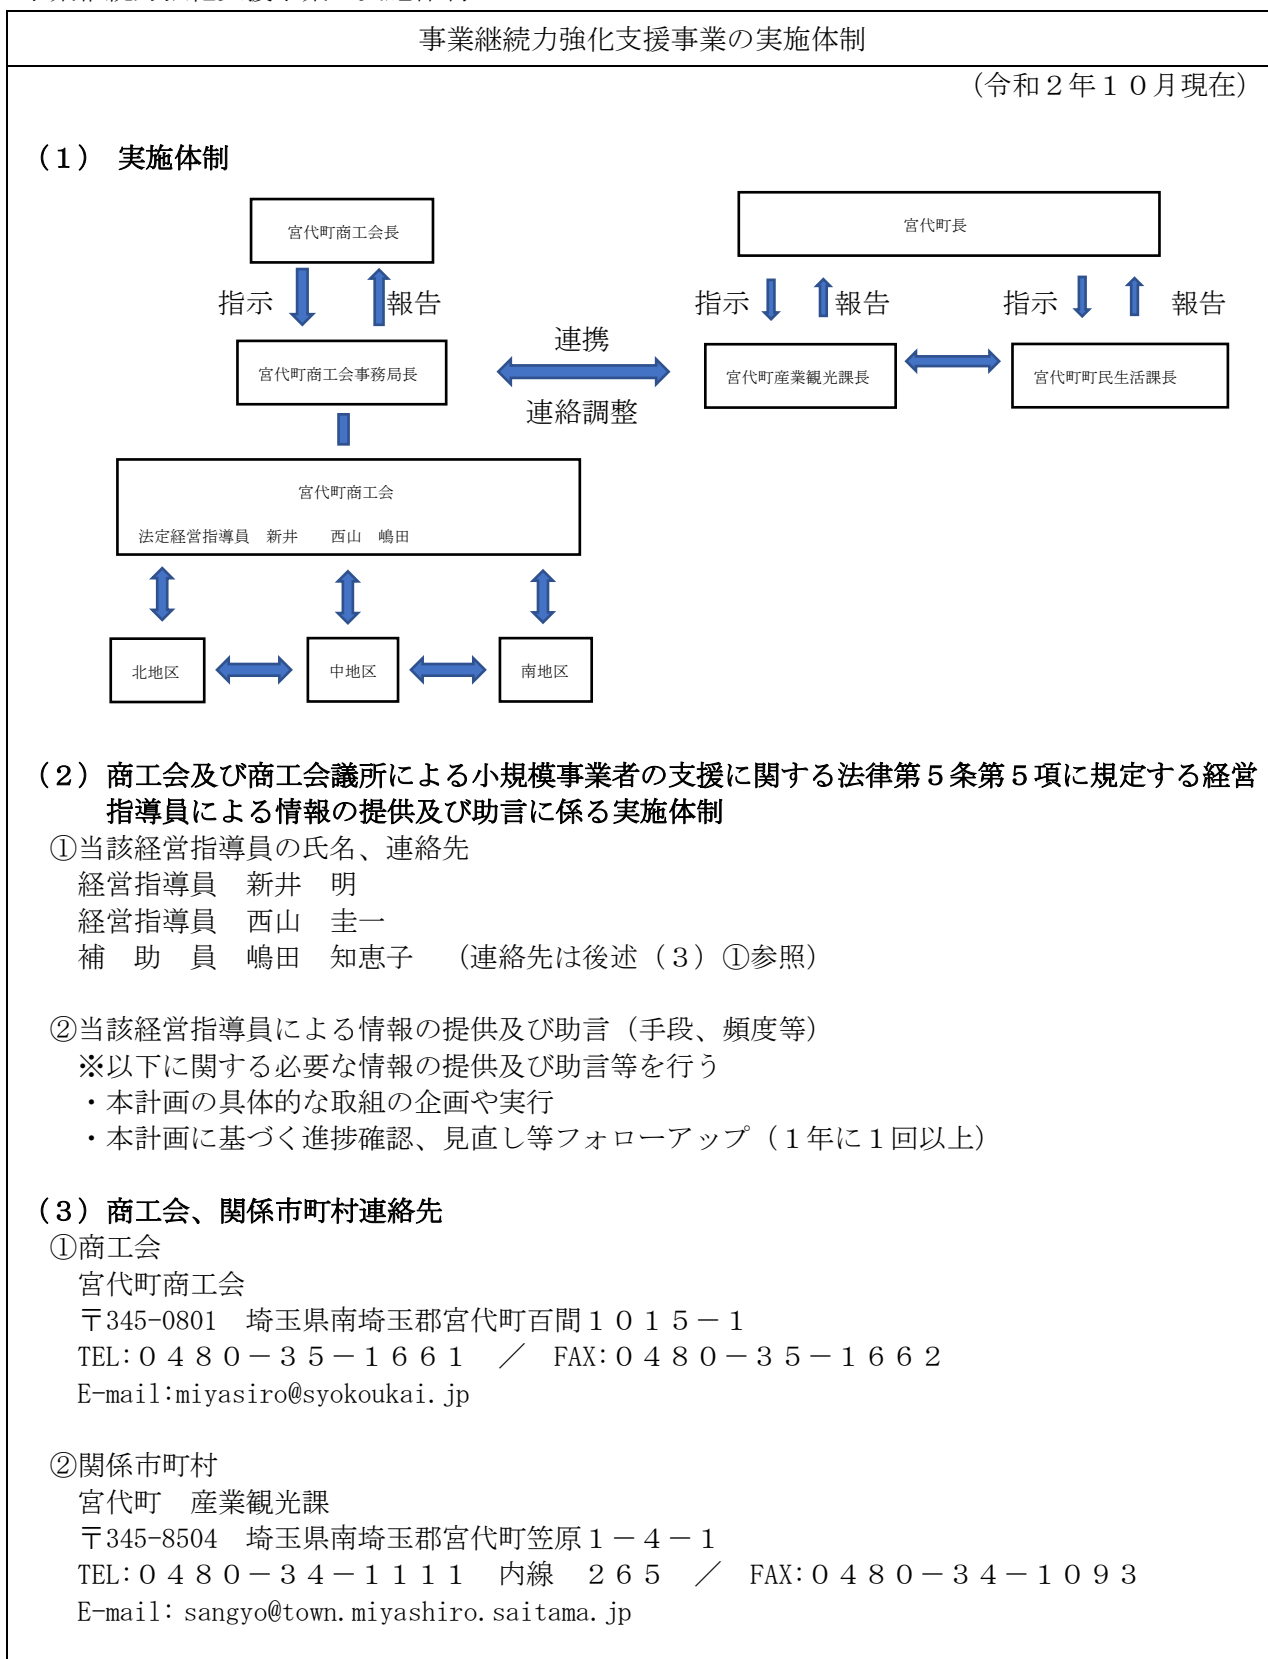 事業継続力強化支援事業の実施体制
（令和２年１０月現在）
（１） 実施体制
宮代町商工会長
宮代町長
指示
報告
指示
報告
指示
報告
連携
宮代町商工会事務局長
宮代町産業観光課長
宮代町町民生活課長
連絡調整
宮代町商工会
法定経営指導員　新井　　西山　嶋田
北地区
中地区
南地区
（２）商工会及び商工会議所による小規模事業者の支援に関する法律第５条第５項に規定する経営
指導員による情報の提供及び助言に係る実施体制
①当該経営指導員の氏名、連絡先
経営指導員　新井　明
経営指導員　西山　圭一
補　助　員　嶋田　知恵子　（連絡先は後述（３）①参照）
②当該経営指導員による情報の提供及び助言（手段、頻度等）
※以下に関する必要な情報の提供及び助言等を行う
・本計画の具体的な取組の企画や実行
・本計画に基づく進捗確認、見直し等フォローアップ（１年に１回以上）
（３）商工会、関係市町村連絡先
①商工会
宮代町商工会
〒345-0801　埼玉県南埼玉郡宮代町百間１０１５－１
TEL:０４８０－３５－１６６１　／　FAX:０４８０－３５－１６６２
E-mail:miyasiro@syokoukai.jp
②関係市町村
宮代町　産業観光課
〒345-8504　埼玉県南埼玉郡宮代町笠原１－４－１
TEL:０４８０－３４－１１１１　内線　２６５　／　FAX:０４８０－３４－１０９３
E-mail: sangyo@town.miyashiro.saitama.jp